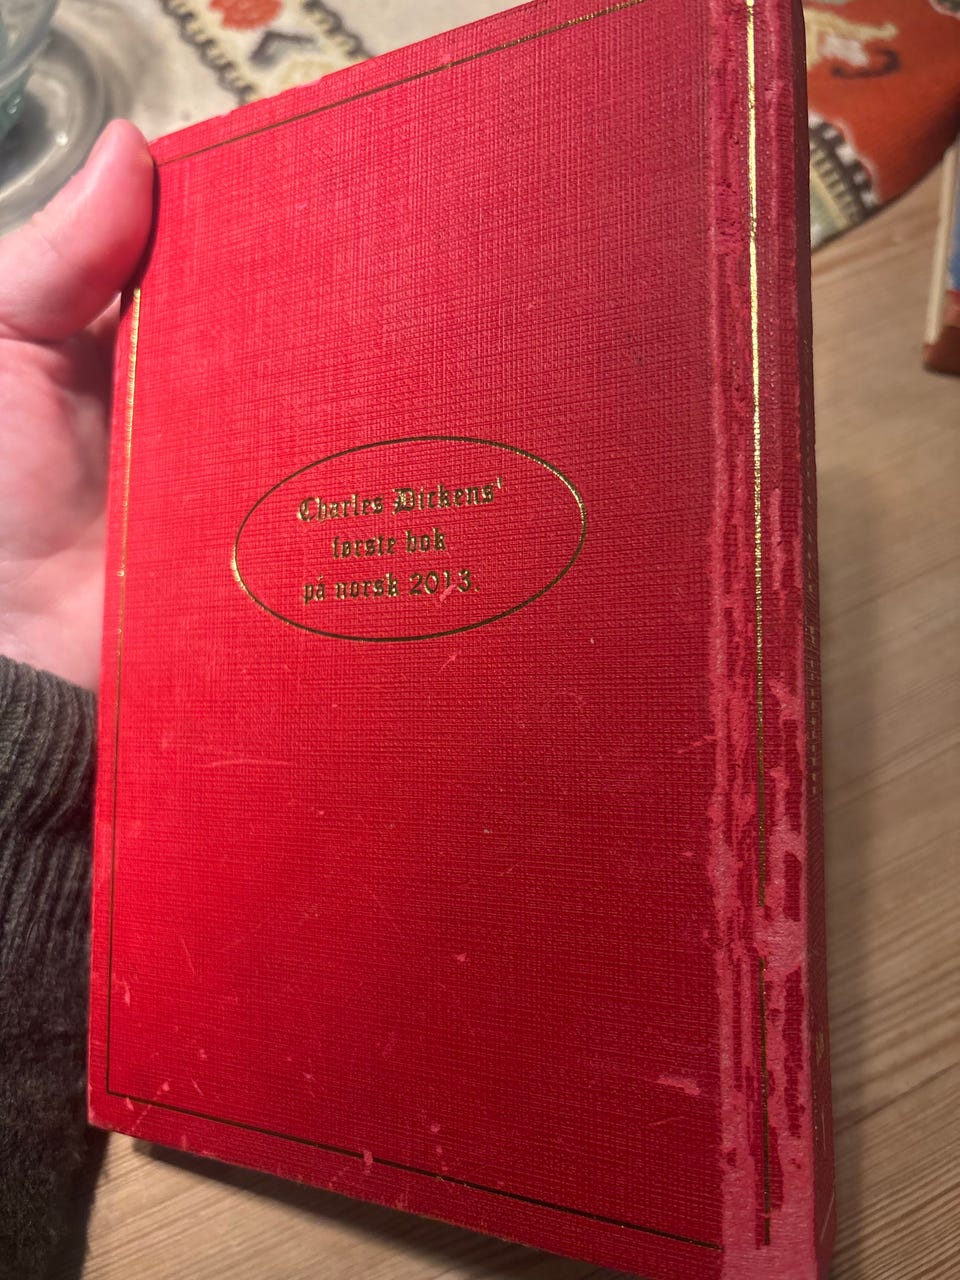 Charles Dickens'
første bok
på norsk 2013.